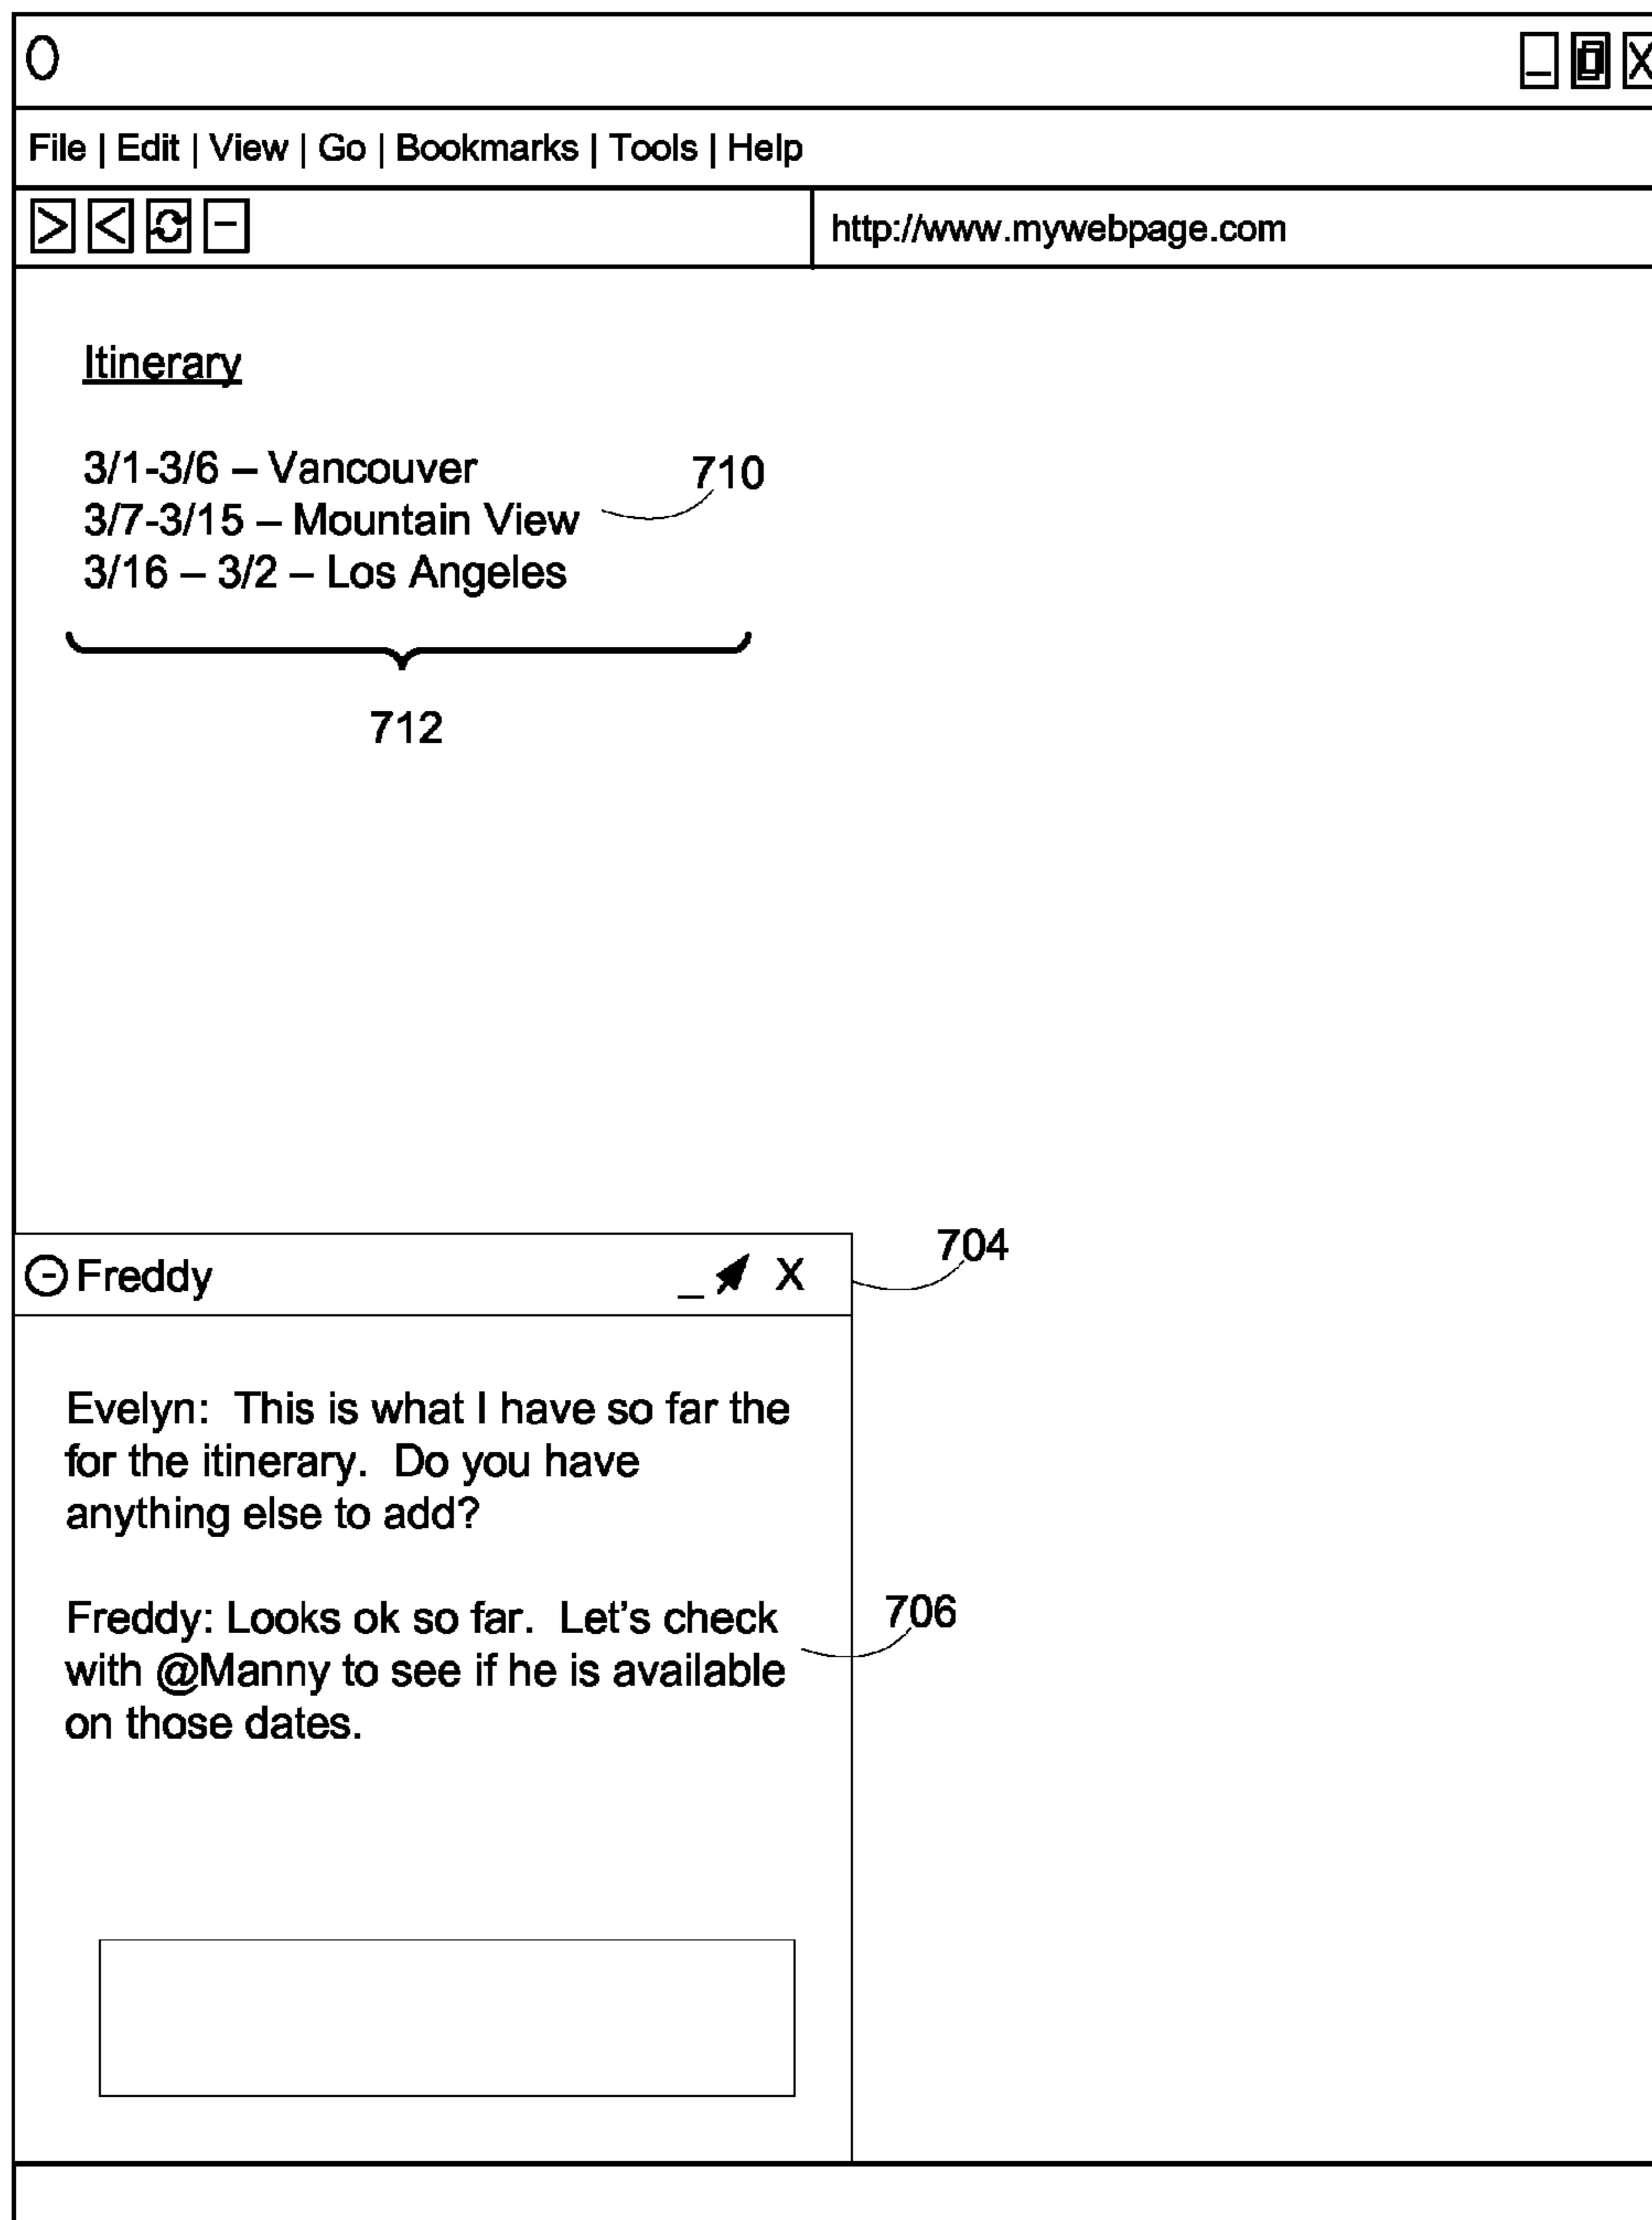 File | Edit | View | Go | Bookmarks | Tools | Help
http://www.mywebpage.com
Itinerary
3/1-3/6 – Vancouver
710
3/7-3/15 – Mountain View
3/16 – 3/2 – Los Angeles
712
704
Freddy _ X
Evelyn:  This is what I have so far the
for the itinerary.  Do you have
anything else to add?
Freddy: Looks ok so far.  Let's check
706
with @Manny to see if he is available
on those dates.